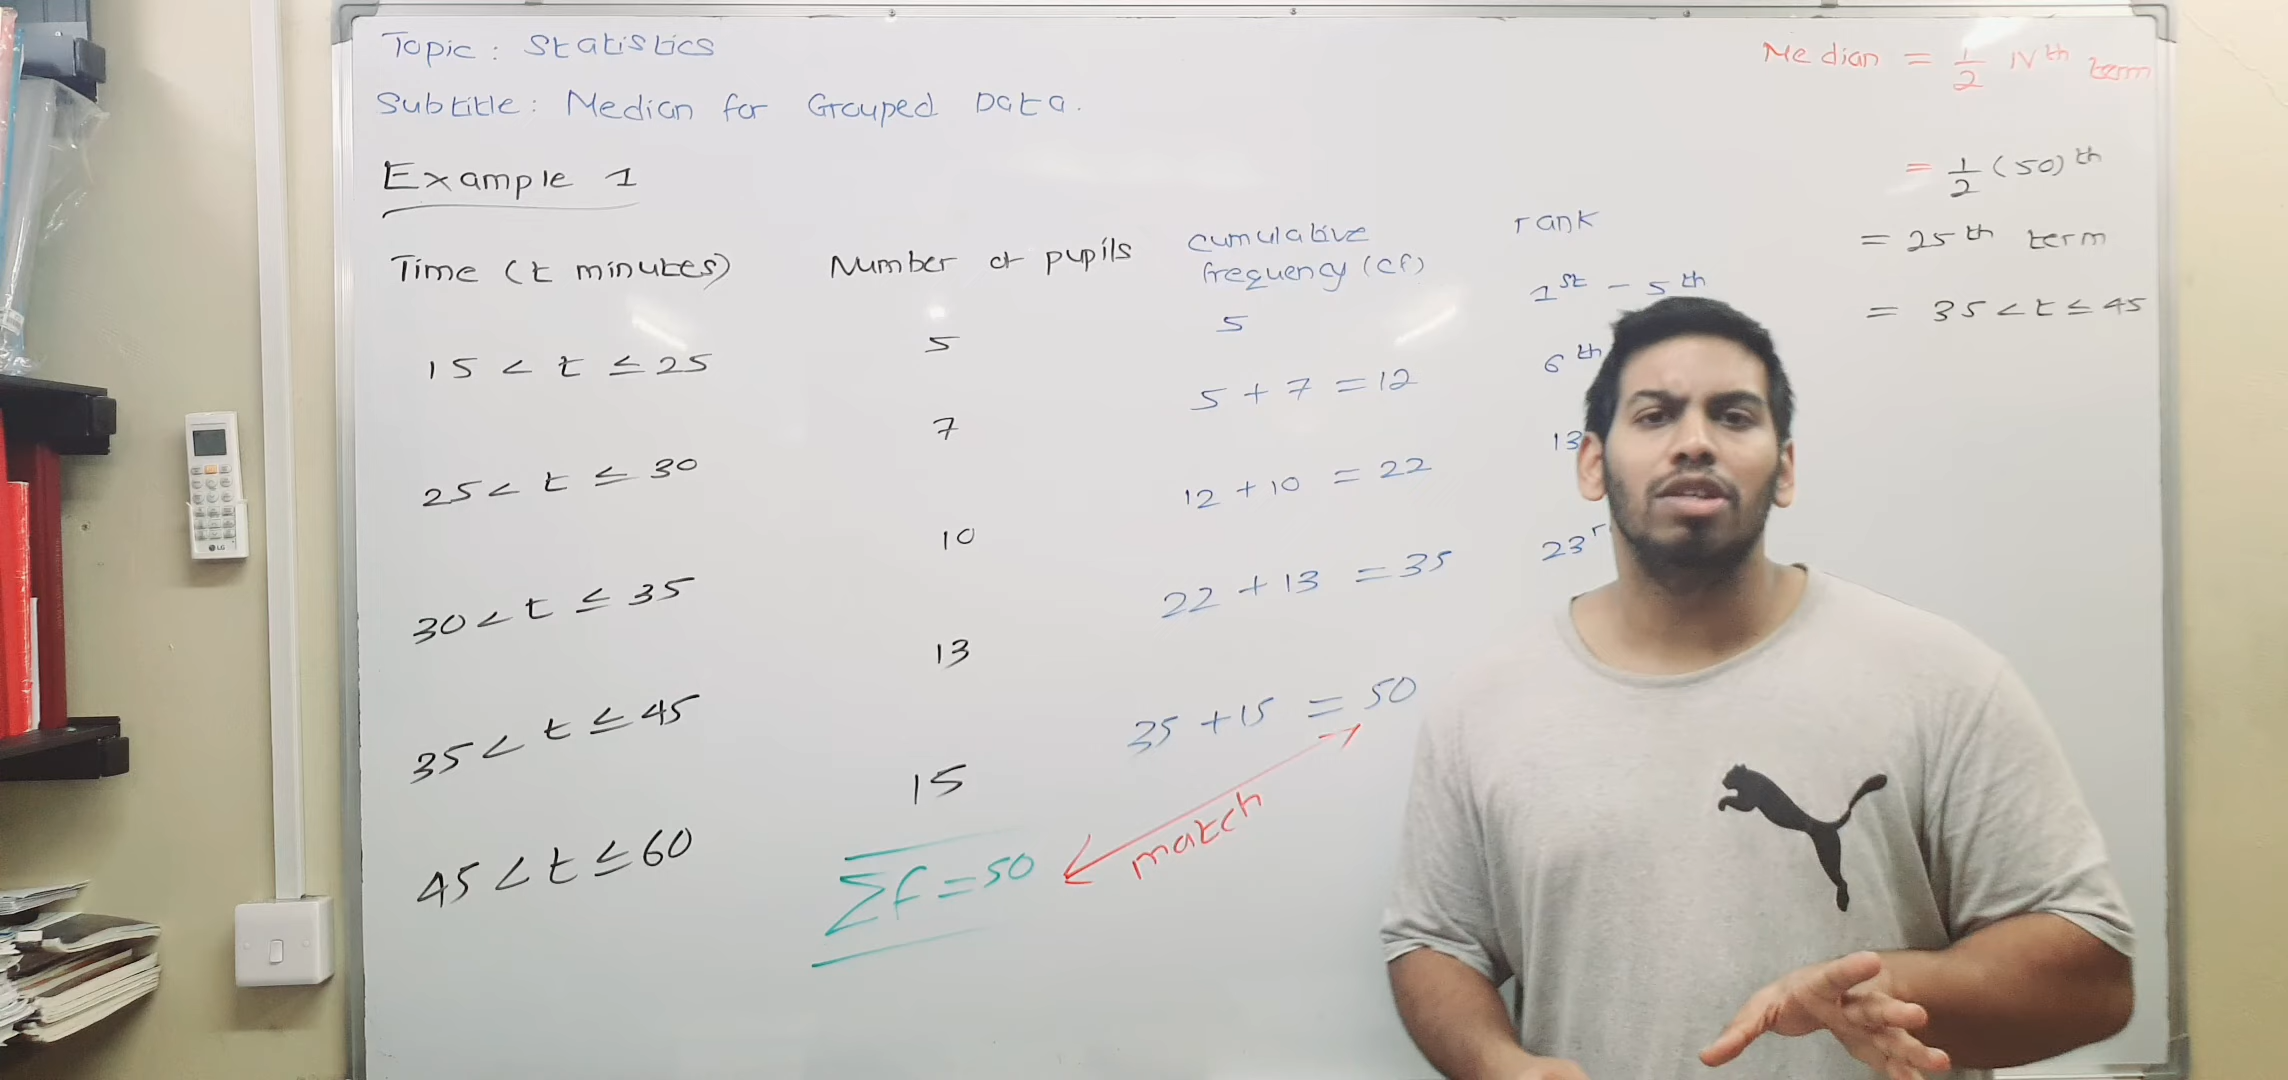 Topic: Statistics
Subtitle: Median for Grouped Data.
Example 1
Time (t minutes)
15 < t ≤ 25
25 < t ≤ 30
30 < t ≤ 35
35 < t ≤ 45
45 < t ≤ 60
Number of pupils
5
7
10
13
15
Σf = 50
cumulative
frequency (cf)
5
5 + 7 = 12
12 + 10 = 22
22 + 13 = 35
35 + 15 = 50
match
rank
1st - 5th
6th
13
23r
Median = 1/2 Nth term
= 1/2 (50)th
= 25th term
= 35 < t ≤ 45
LG